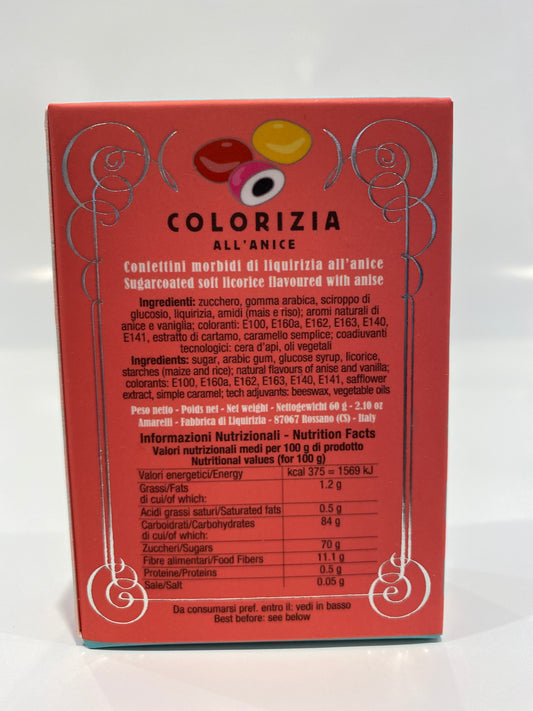 COLORIZIA
ALL'ANICE
Confettini morbidi di liquirizia all'anice
Sugarcoated soft licorice flavoured with anise
Ingredienti: zucchero, gomma arabica, sciroppo di
glucosio, liquirizia, amidi (mais e riso); aromi naturali di
anice e vaniglia; coloranti: E100, E160a, E162, E163, E140,
E141, estratto di cartamo, caramello semplice; coadiuvanti
tecnologici: cera d'api, oli vegetali
Ingredients: sugar, arabic gum, glucose syrup, licorice,
starches (maize and rice); natural flavours of anise and vanilla;
colorants: E100, E160a, E162, E163, E140, E141, safflower
extract, simple caramel; tech adjuvants: beeswax, vegetable oils
Peso netto - Poids net - Net weight - Nettogewicht 60 g - 2.10 oz
Amarelli - Fabbrica di Liquirizia - 87067 Rossano (CS) - Italy
Informazioni Nutrizionali - Nutrition Facts
Valori nutrizionali medi per 100 g di prodotto
Nutritional values (for 100 g)
Valori energetici/Energy kcal 375 = 1569 kJ
Grassi/Fats 1.2 g
di cui/of which:
Acidi grassi saturi/Saturated fats 0.5 g
Carboidrati/Carbohydrates 84 g
di cui/of which:
Zuccheri/Sugars 70 g
Fibre alimentari/Food Fibers 11.1 g
Proteine/Proteins 0.5 g
Sale/Salt 0.05 g
Da consumarsi pref. entro il: vedi in basso
Best before: see below